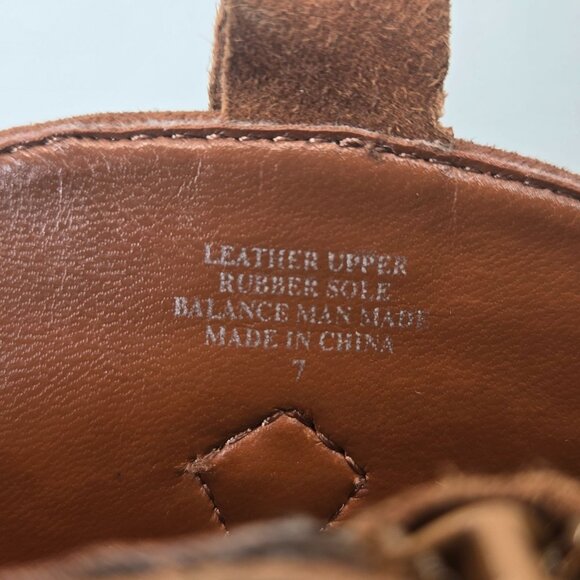 LEATHER UPPER
RUBBER SOLE
BALANCE MAN MADE
MADE IN CHINA
7